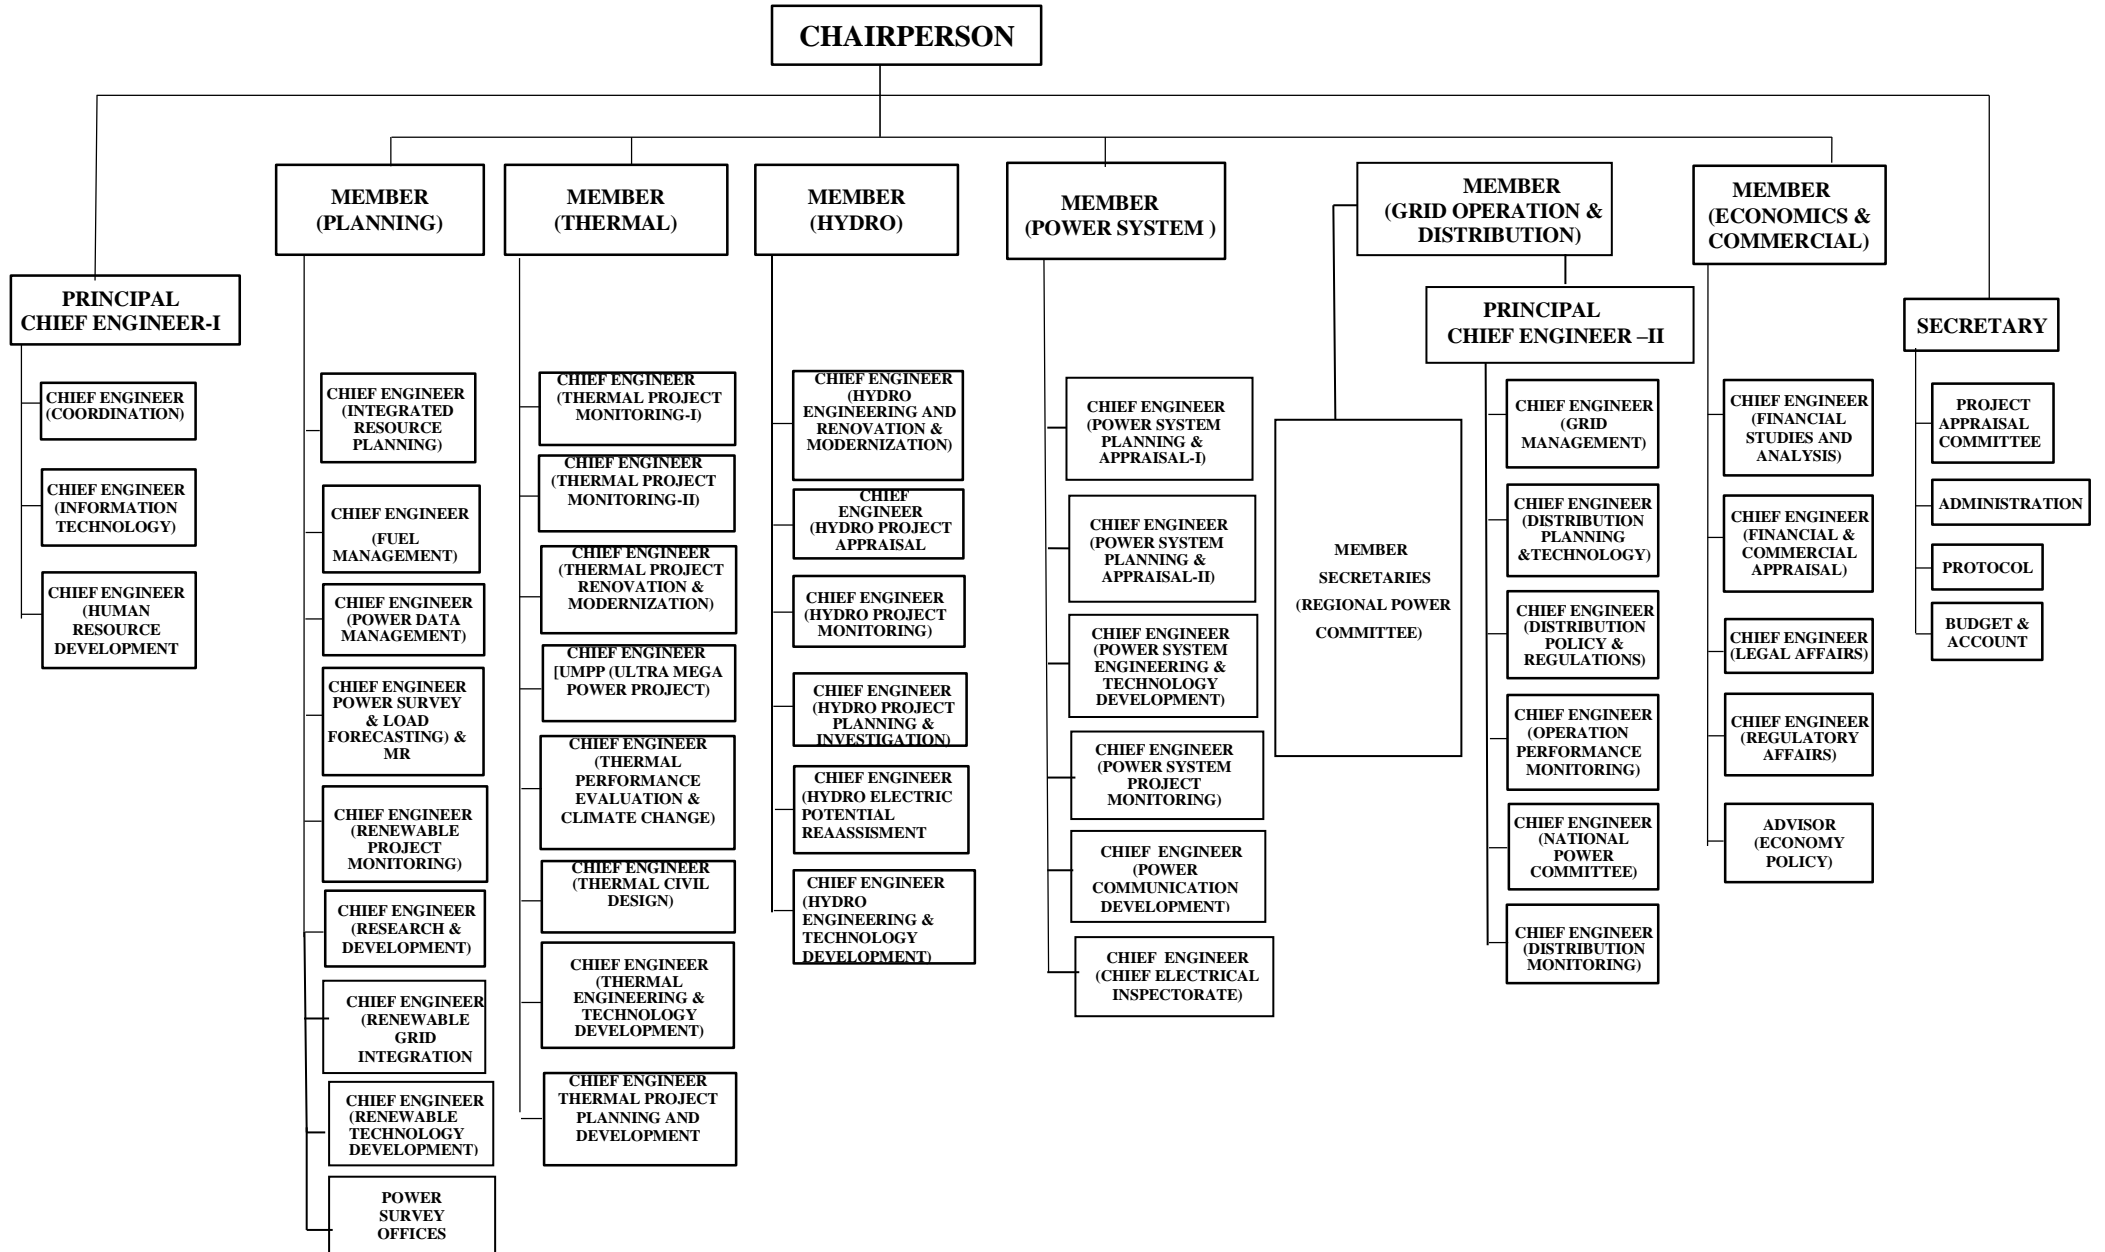 CHAIRPERSON
MEMBER
(PLANNING)
MEMBER
(THERMAL)
MEMBER
(HYDRO)
MEMBER
(POWER SYSTEM )
MEMBER
(GRID OPERATION &
DISTRIBUTION)
MEMBER
(ECONOMICS &
COMMERCIAL)
PRINCIPAL
CHIEF ENGINEER-I
PRINCIPAL
CHIEF ENGINEER –II
SECRETARY
CHIEF ENGINEER
(COORDINATION)
CHIEF ENGINEER
(INFORMATION
TECHNOLOGY)
CHIEF ENGINEER
(HUMAN
RESOURCE
DEVELOPMENT
CHIEF ENGINEER
(INTEGRATED
RESOURCE
PLANNING)
CHIEF ENGINEER
(FUEL
MANAGEMENT)
CHIEF ENGINEER
(POWER DATA
MANAGEMENT)
CHIEF ENGINEER
POWER SURVEY
& LOAD
FORECASTING) &
MR
CHIEF ENGINEER
(RENEWABLE
PROJECT
MONITORING)
CHIEF ENGINEER
(RESEARCH &
DEVELOPMENT)
CHIEF ENGINEER
(RENEWABLE
GRID
INTEGRATION
CHIEF ENGINEER
(RENEWABLE
TECHNOLOGY
DEVELOPMENT)
POWER
SURVEY
OFFICES
CHIEF ENGINEER
(THERMAL PROJECT
MONITORING-I)
CHIEF ENGINEER
(THERMAL PROJECT
MONITORING-II)
CHIEF ENGINEER
(THERMAL PROJECT
RENOVATION &
MODERNIZATION)
CHIEF ENGINEER
[UMPP (ULTRA MEGA
POWER PROJECT)
CHIEF ENGINEER
(THERMAL
PERFORMANCE
EVALUATION &
CLIMATE CHANGE)
CHIEF ENGINEER
(THERMAL CIVIL
DESIGN)
CHIEF ENGINEER
(THERMAL
ENGINEERING &
TECHNOLOGY
DEVELOPMENT)
CHIEF ENGINEER
THERMAL PROJECT
PLANNING AND
DEVELOPMENT
CHIEF ENGINEER
(HYDRO
ENGINEERING AND
RENOVATION &
MODERNIZATION)
CHIEF
ENGINEER
(HYDRO PROJECT
APPRAISAL
CHIEF ENGINEER
(HYDRO PROJECT
MONITORING)
CHIEF ENGINEER
(HYDRO PROJECT
PLANNING &
INVESTIGATION)
CHIEF ENGINEER
(HYDRO ELECTRIC
POTENTIAL
REAASSISMENT
CHIEF ENGINEER
(HYDRO
ENGINEERING &
TECHNOLOGY
DEVELOPMENT)
CHIEF ENGINEER
(POWER SYSTEM
PLANNING &
APPRAISAL-I)
CHIEF ENGINEER
(POWER SYSTEM
PLANNING &
APPRAISAL-II)
CHIEF ENGINEER
(POWER SYSTEM
ENGINEERING &
TECHNOLOGY
DEVELOPMENT)
CHIEF ENGINEER
(POWER SYSTEM
PROJECT
MONITORING)
CHIEF ENGINEER
(POWER
COMMUNICATION
DEVELOPMENT)
CHIEF ENGINEER
(CHIEF ELECTRICAL
INSPECTORATE)
MEMBER
SECRETARIES
(REGIONAL POWER
COMMITTEE)
CHIEF ENGINEER
(GRID
MANAGEMENT)
CHIEF ENGINEER
(DISTRIBUTION
PLANNING
&TECHNOLOGY)
CHIEF ENGINEER
(DISTRIBUTION
POLICY &
REGULATIONS)
CHIEF ENGINEER
(OPERATION
PERFORMANCE
MONITORING)
CHIEF ENGINEER
(NATIONAL
POWER
COMMITTEE)
CHIEF ENGINEER
(DISTRIBUTION
MONITORING)
CHIEF ENGINEER
(FINANCIAL
STUDIES AND
ANALYSIS)
CHIEF ENGINEER
(FINANCIAL &
COMMERCIAL
APPRAISAL)
CHIEF ENGINEER
(LEGAL AFFAIRS)
CHIEF ENGINEER
(REGULATORY
AFFAIRS)
ADVISOR
(ECONOMY
POLICY)
PROJECT
APPRAISAL
COMMITTEE
ADMINISTRATION
PROTOCOL
BUDGET &
ACCOUNT